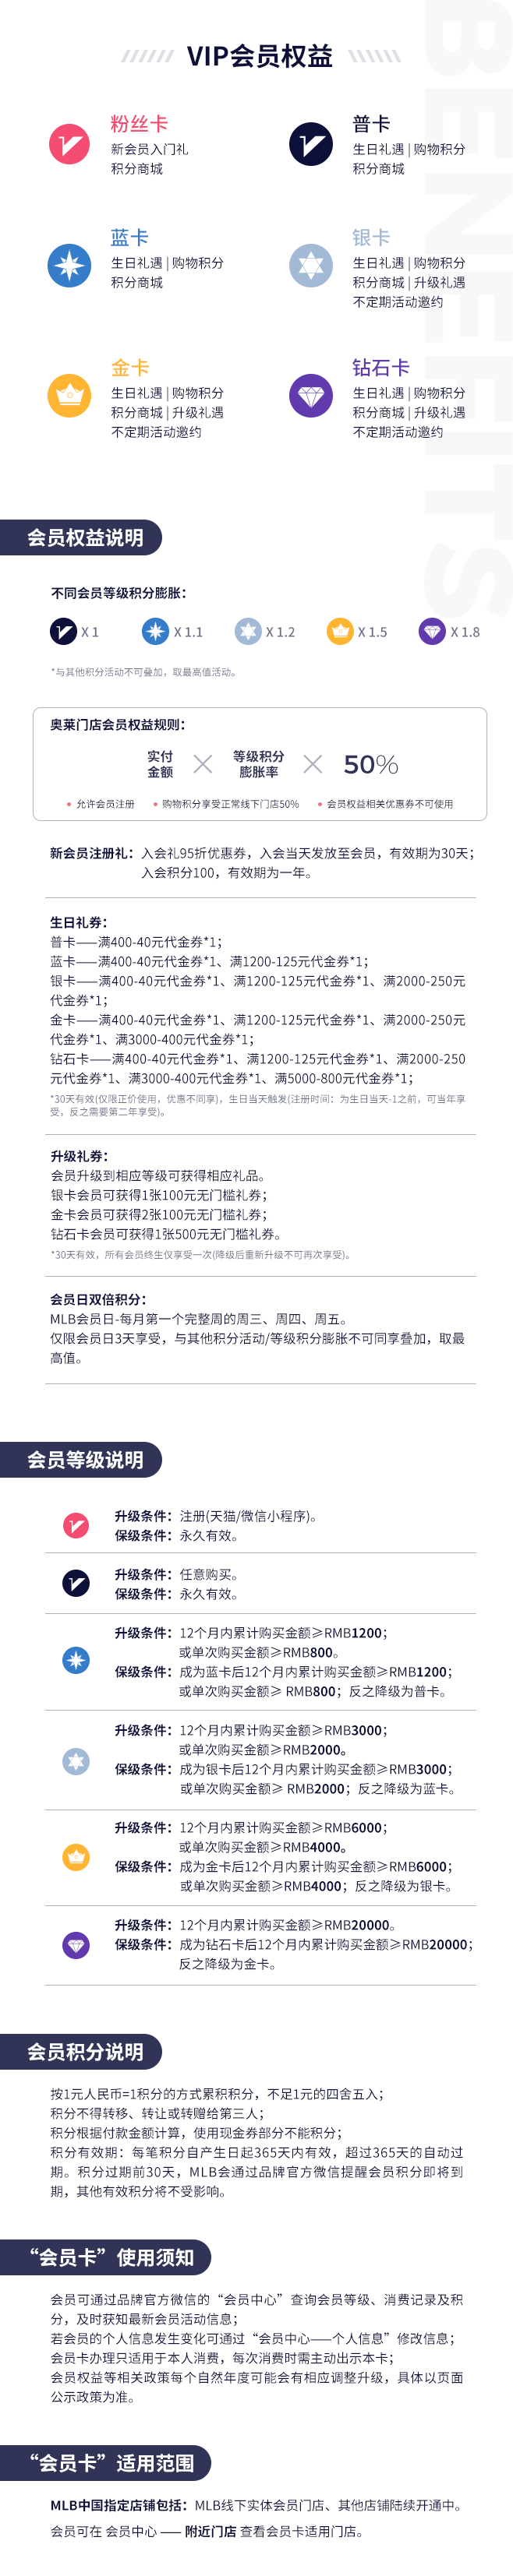 VIP会员权益
BENEFITS
粉丝卡
新会员入门礼
积分商城
普卡
生日礼遇 | 购物积分
积分商城
蓝卡
生日礼遇 | 购物积分
积分商城
银卡
生日礼遇 | 购物积分
积分商城 | 升级礼遇
不定期活动邀约
金卡
生日礼遇 | 购物积分
积分商城 | 升级礼遇
不定期活动邀约
钻石卡
生日礼遇 | 购物积分
积分商城 | 升级礼遇
不定期活动邀约
会员权益说明
不同会员等级积分膨胀：
X 1
X 1.1
X 1.2
X 1.5
X 1.8
*与其他积分活动不可叠加，取最高值活动。
奥莱门店会员权益规则：
实付金额 × 等级积分膨胀率 × 50%
• 允许会员注册 • 购物积分享受正常线下门店50% • 会员权益相关优惠券不可使用
新会员注册礼：入会礼95折优惠券，入会当天发放至会员，有效期为30天；
入会积分100，有效期为一年。
生日礼券：
普卡——满400-40元代金券*1；
蓝卡——满400-40元代金券*1、满1200-125元代金券*1；
银卡——满400-40元代金券*1、满1200-125元代金券*1、满2000-250元
代金券*1；
金卡——满400-40元代金券*1、满1200-125元代金券*1、满2000-250元
代金券*1、满3000-400元代金券*1；
钻石卡——满400-40元代金券*1、满1200-125元代金券*1、满2000-250
元代金券*1、满3000-400元代金券*1、满5000-800元代金券*1；
*30天有效(仅限正价使用，优惠不同享)，生日当天触发(注册时间：为生日当天-1之前，可当年享
受，反之需要第二年享受)。
升级礼券：
会员升级到相应等级可获得相应礼品。
银卡会员可获得1张100元无门槛礼券；
金卡会员可获得2张100元无门槛礼券；
钻石卡会员可获得1张500元无门槛礼券。
*30天有效，所有会员终生仅享受一次(降级后重新升级不可再次享受)。
会员日双倍积分：
MLB会员日-每月第一个完整周的周三、周四、周五。
仅限会员日3天享受，与其他积分活动/等级积分膨胀不可同享叠加，取最
高值。
会员等级说明
升级条件：注册(天猫/微信小程序)。
保级条件：永久有效。
升级条件：任意购买。
保级条件：永久有效。
升级条件：12个月内累计购买金额≥RMB1200；
或单次购买金额≥RMB800。
保级条件：成为蓝卡后12个月内累计购买金额≥RMB1200；
或单次购买金额≥ RMB800；反之降级为普卡。
升级条件：12个月内累计购买金额≥RMB3000；
或单次购买金额≥RMB2000。
保级条件：成为银卡后12个月内累计购买金额≥RMB3000；
或单次购买金额≥ RMB2000；反之降级为蓝卡。
升级条件：12个月内累计购买金额≥RMB6000；
或单次购买金额≥RMB4000。
保级条件：成为金卡后12个月内累计购买金额≥RMB6000；
或单次购买金额≥RMB4000；反之降级为银卡。
升级条件：12个月内累计购买金额≥RMB20000。
保级条件：成为钻石卡后12个月内累计购买金额≥RMB20000；
反之降级为金卡。
会员积分说明
按1元人民币=1积分的方式累积积分，不足1元的四舍五入；
积分不得转移、转让或转赠给第三人；
积分根据付款金额计算，使用现金券部分不能积分；
积分有效期：每笔积分自产生日起365天内有效，超过365天的自动过
期。积分过期前30天，MLB会通过品牌官方微信提醒会员积分即将到
期，其他有效积分将不受影响。
“会员卡”使用须知
会员可通过品牌官方微信的“会员中心”查询会员等级、消费记录及积
分，及时获知最新会员活动信息；
若会员的个人信息发生变化可通过“会员中心——个人信息”修改信息；
会员卡办理只适用于本人消费，每次消费时需主动出示本卡；
会员权益等相关政策每个自然年度可能会有相应调整升级，具体以页面
公示政策为准。
“会员卡”适用范围
MLB中国指定店铺包括：MLB线下实体会员门店、其他店铺陆续开通中。
会员可在 会员中心 —— 附近门店 查看会员卡适用门店。